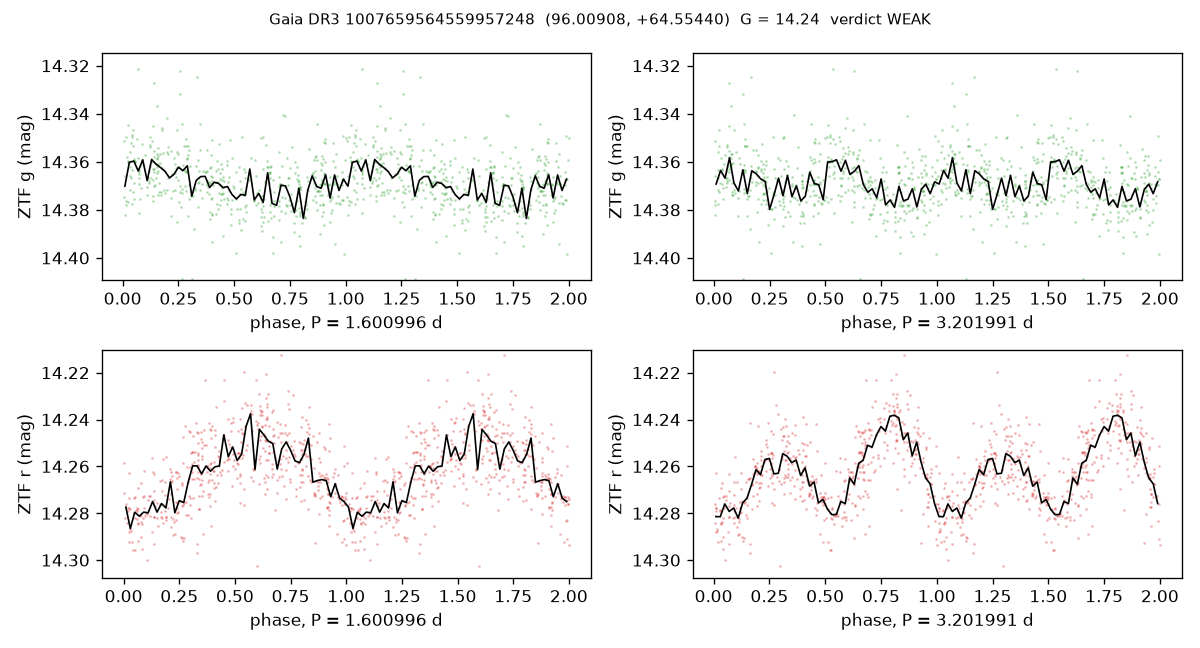 Gaia DR3 1007659564559957248 (96.00908, +64.55440) G = 14.24 verdict WEAK
14.32
14.34
14.36
14.38
14.40
ZTF g (mag)
0.00 0.25 0.50 0.75 1.00 1.25 1.50 1.75 2.00
phase, P = 1.600996 d
14.32
14.34
14.36
14.38
14.40
ZTF g (mag)
0.00 0.25 0.50 0.75 1.00 1.25 1.50 1.75 2.00
phase, P = 3.201991 d
14.22
14.24
14.26
14.28
14.30
ZTF r (mag)
0.00 0.25 0.50 0.75 1.00 1.25 1.50 1.75 2.00
phase, P = 1.600996 d
14.22
14.24
14.26
14.28
14.30
ZTF r (mag)
0.00 0.25 0.50 0.75 1.00 1.25 1.50 1.75 2.00
phase, P = 3.201991 d